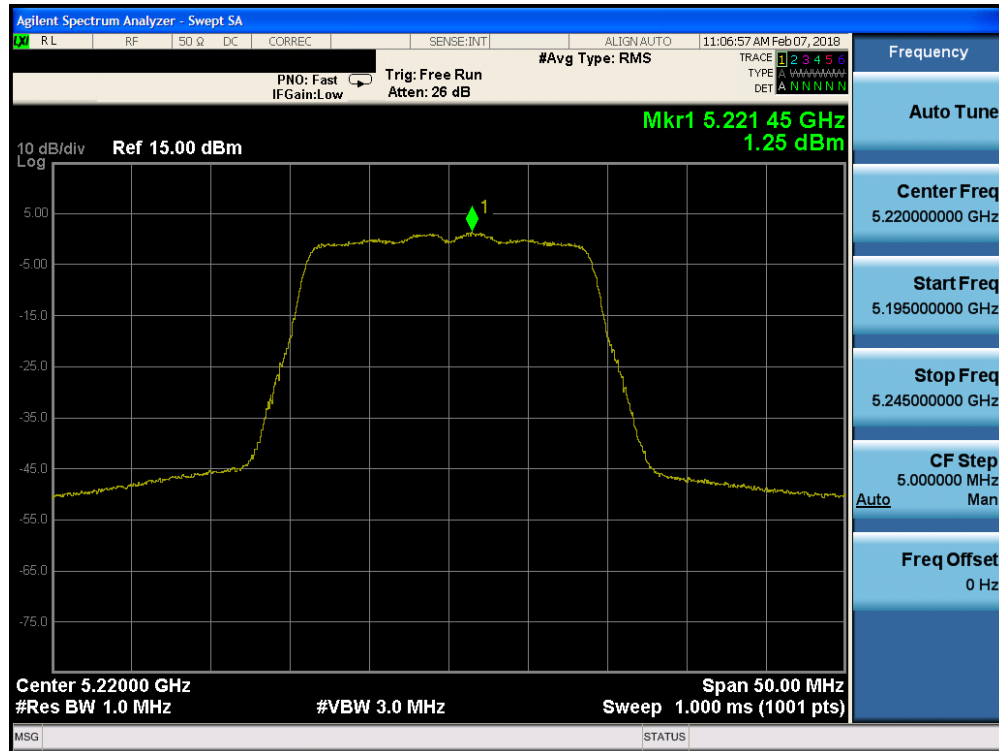 Agilent Spectrum Analyzer - Swept SA
LXI RL RF 50 Ω DC CORREC SENSE:INT ALIGN AUTO 11:06:57 AM Feb 07, 2018
#Avg Type: RMS TRACE 1 2 3 4 5 6
PNO: Fast Trig: Free Run TYPE A WWWWW
IFGain:Low Atten: 26 dB DET A N N N N N
Frequency
Mkr1 5.221 45 GHz
10 dB/div Ref 15.00 dBm 1.25 dBm
Log
1
5.00
-5.00
-15.0
-25.0
-35.0
-45.0
-55.0
-65.0
-75.0
Center 5.22000 GHz Span 50.00 MHz
#Res BW 1.0 MHz #VBW 3.0 MHz Sweep 1.000 ms (1001 pts)
MSG STATUS
Auto Tune
Center Freq
5.220000000 GHz
Start Freq
5.195000000 GHz
Stop Freq
5.245000000 GHz
CF Step
5.000000 MHz
Auto Man
Freq Offset
0 Hz